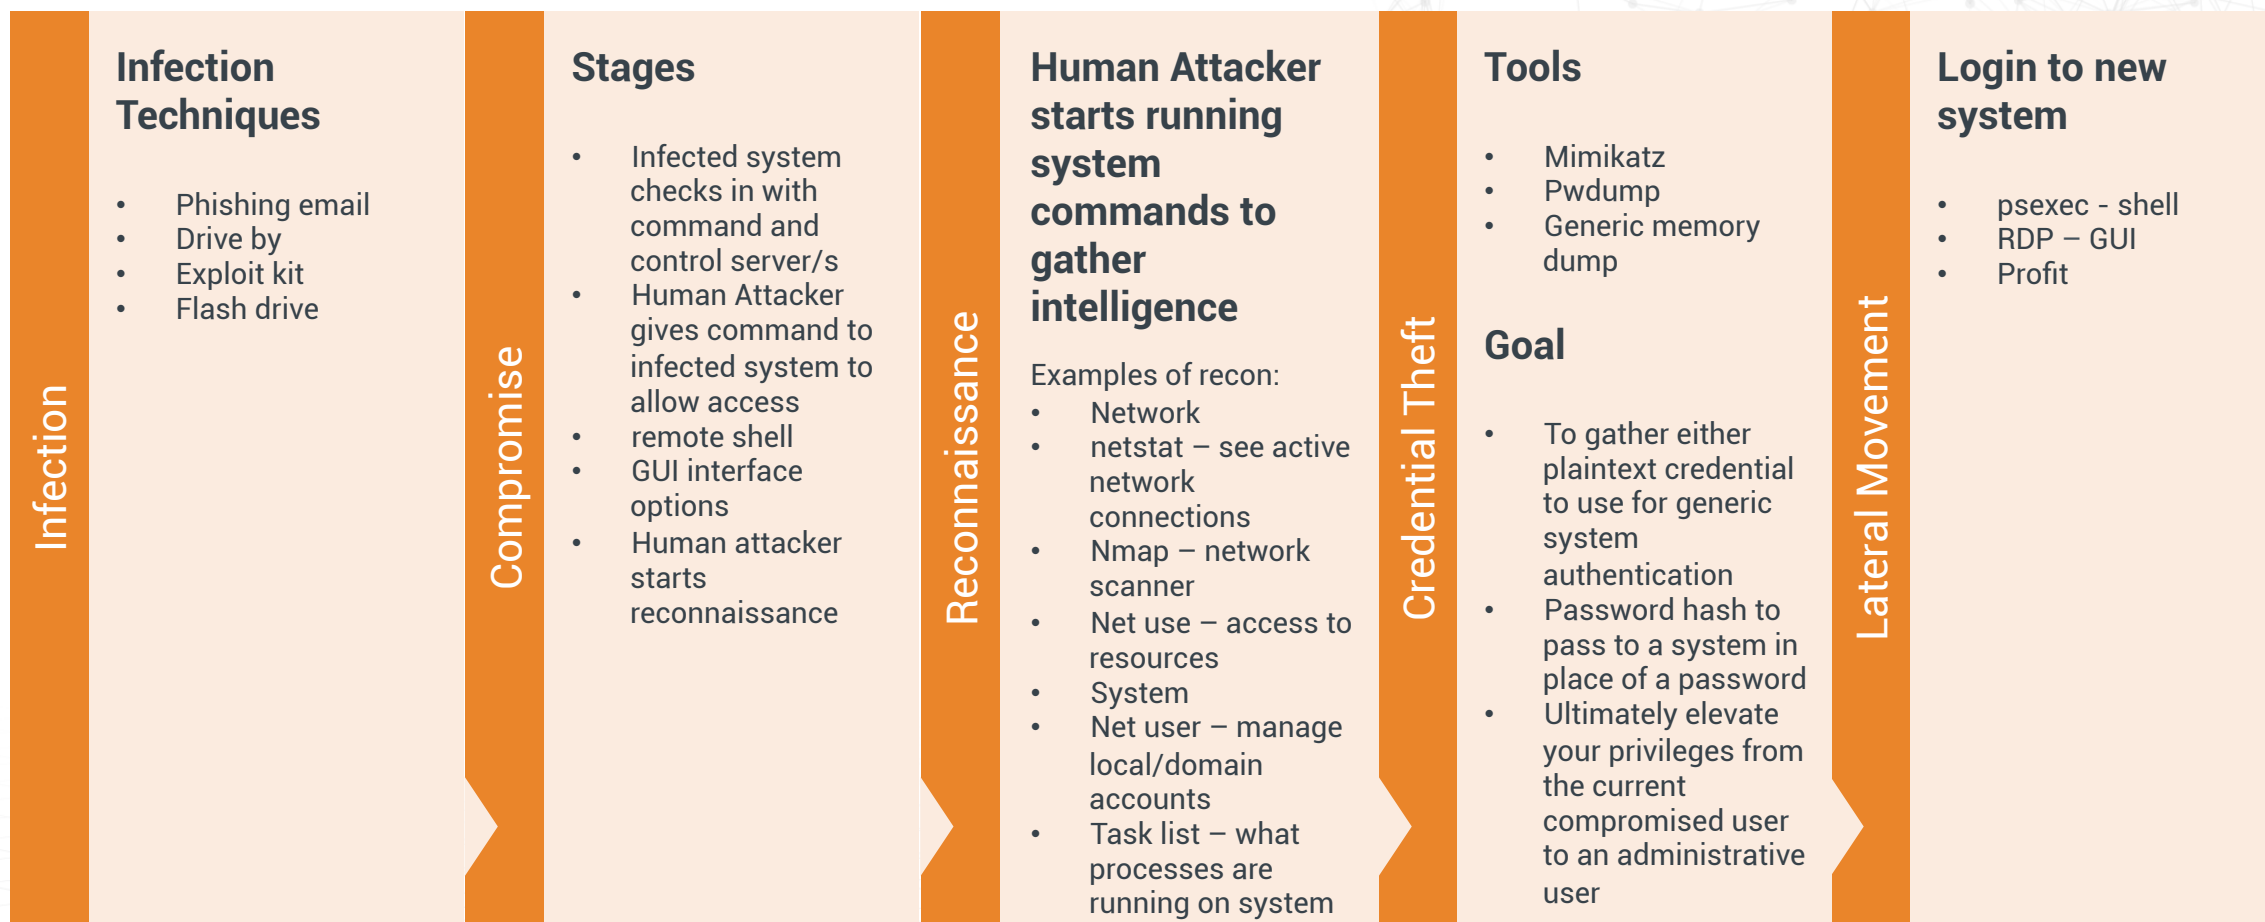 Infection
Infection
Techniques
• Phishing email
• Drive by
• Exploit kit
• Flash drive
Compromise
Stages
• Infected system
checks in with
command and
control server/s
• Human Attacker
gives command to
infected system to
allow access
• remote shell
• GUI interface
options
• Human attacker
starts
reconnaissance
Reconnaissance
Human Attacker
starts running
system
commands to
gather
intelligence
Examples of recon:
• Network
• netstat – see active
network
connections
• Nmap – network
scanner
• Net use – access to
resources
• System
• Net user – manage
local/domain
accounts
• Task list – what
processes are
running on system
Credential Theft
Tools
• Mimikatz
• Pwdump
• Generic memory
dump
Goal
• To gather either
plaintext credential
to use for generic
system
authentication
• Password hash to
pass to a system in
place of a password
• Ultimately elevate
your privileges from
the current
compromised user
to an administrative
user
Lateral Movement
Login to new
system
• psexec - shell
• RDP – GUI
• Profit